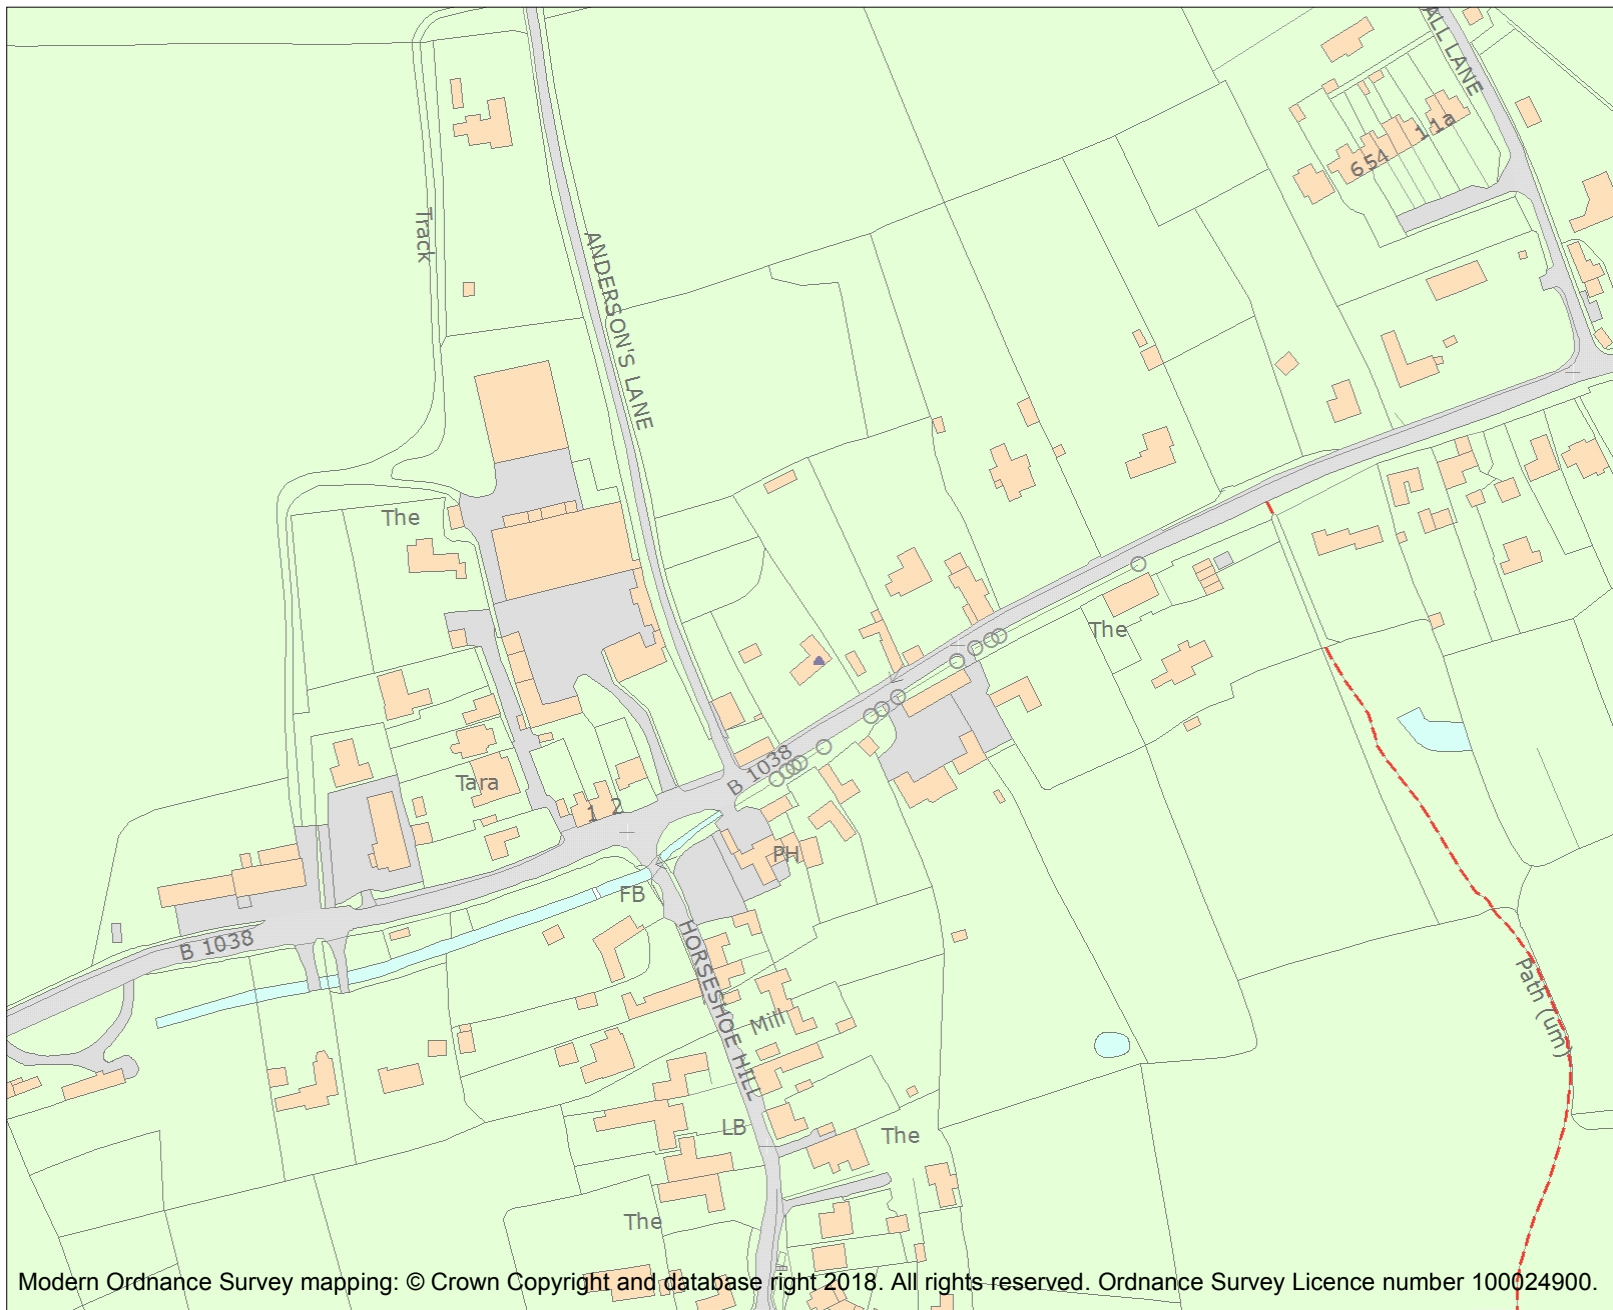 ALL LANE
1 1a
6 5 4
Track
ANDERSON'S LANE
The
The
Tara
B 1038
1 2
PH
FB
B 1038
HORSESHOE HILL
Path (um)
Mill
LB
The
The
Modern Ordnance Survey mapping: © Crown Copyright and database right 2018. All rights reserved. Ordnance Survey Licence number 100024900.